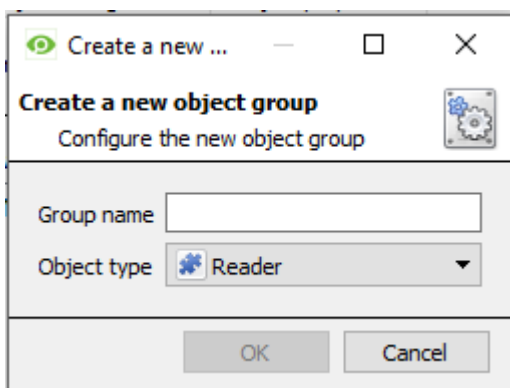 Create a new ...
Create a new object group
Configure the new object group
Group name
Object type Reader
OK Cancel